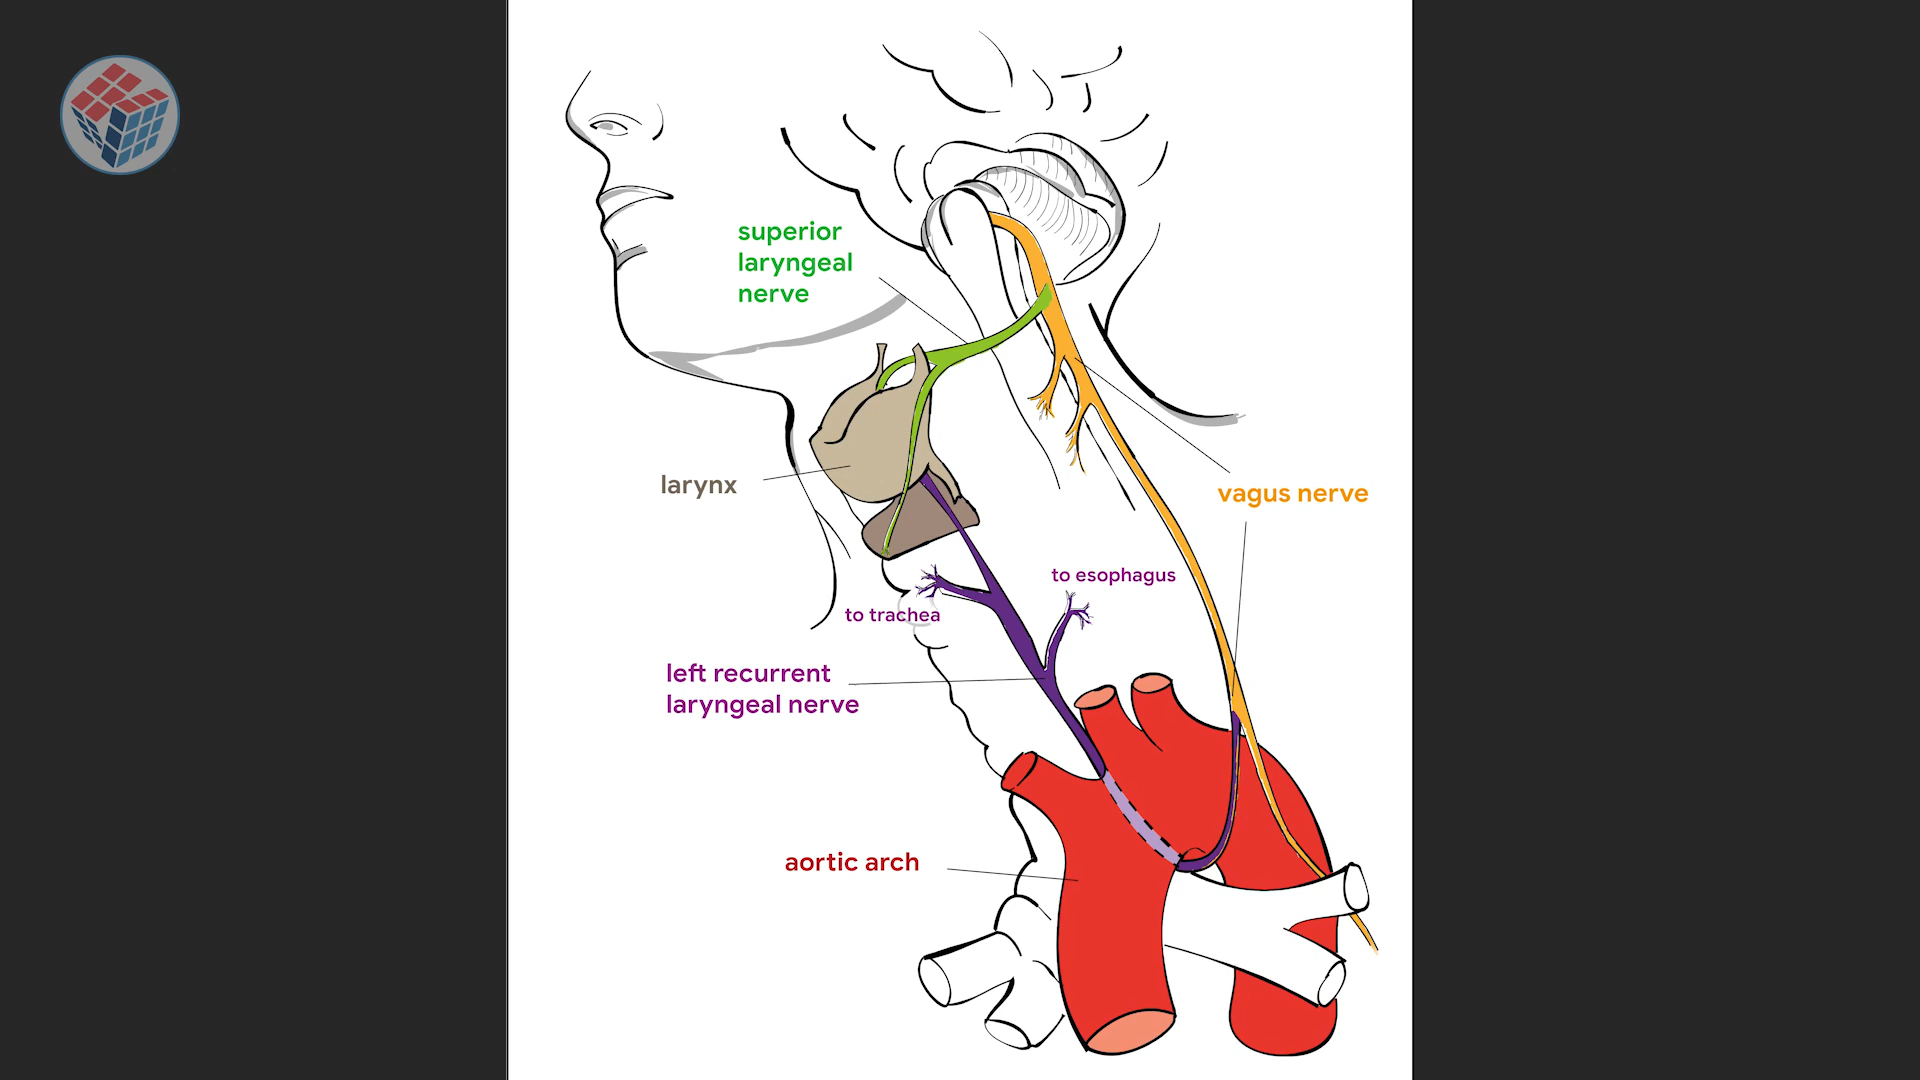 superior
laryngeal
nerve
larynx
vagus nerve
to esophagus
to trachea
left recurrent
laryngeal nerve
aortic arch